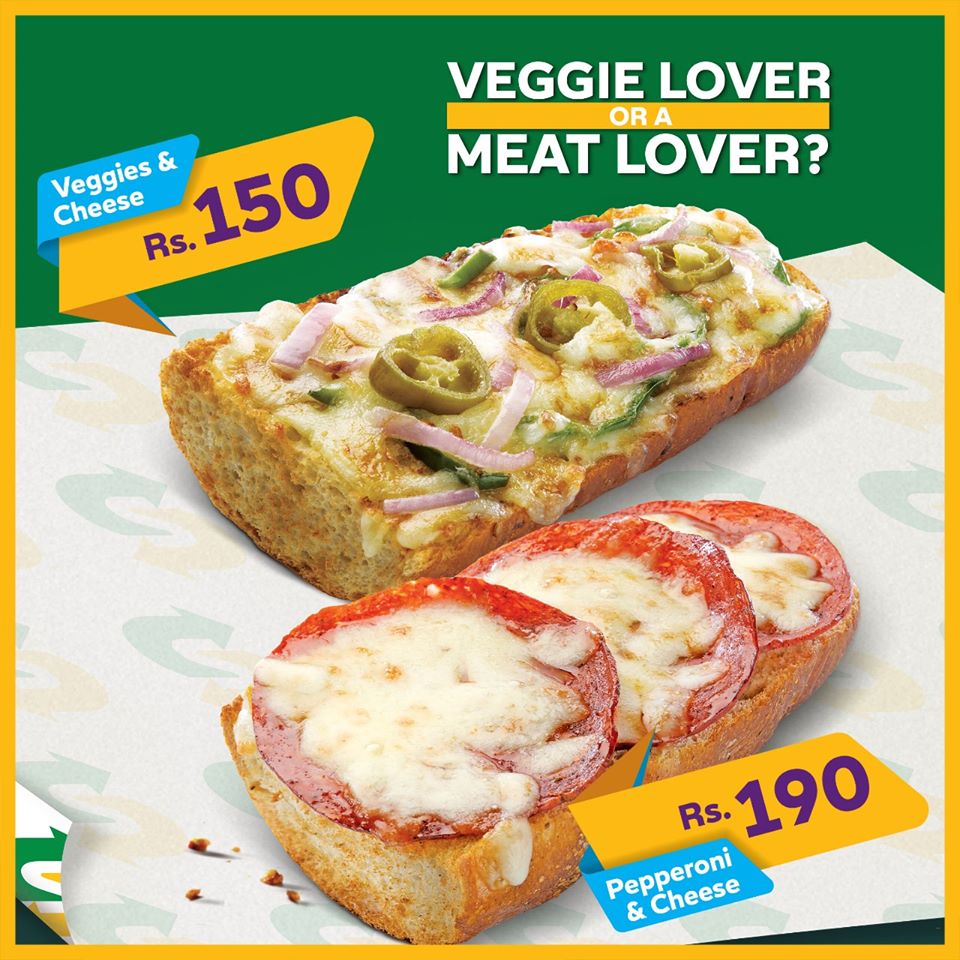 VEGGIE LOVER
OR A
MEAT LOVER?
Veggies &
Cheese
Rs. 150
Rs. 190
Pepperoni
& Cheese